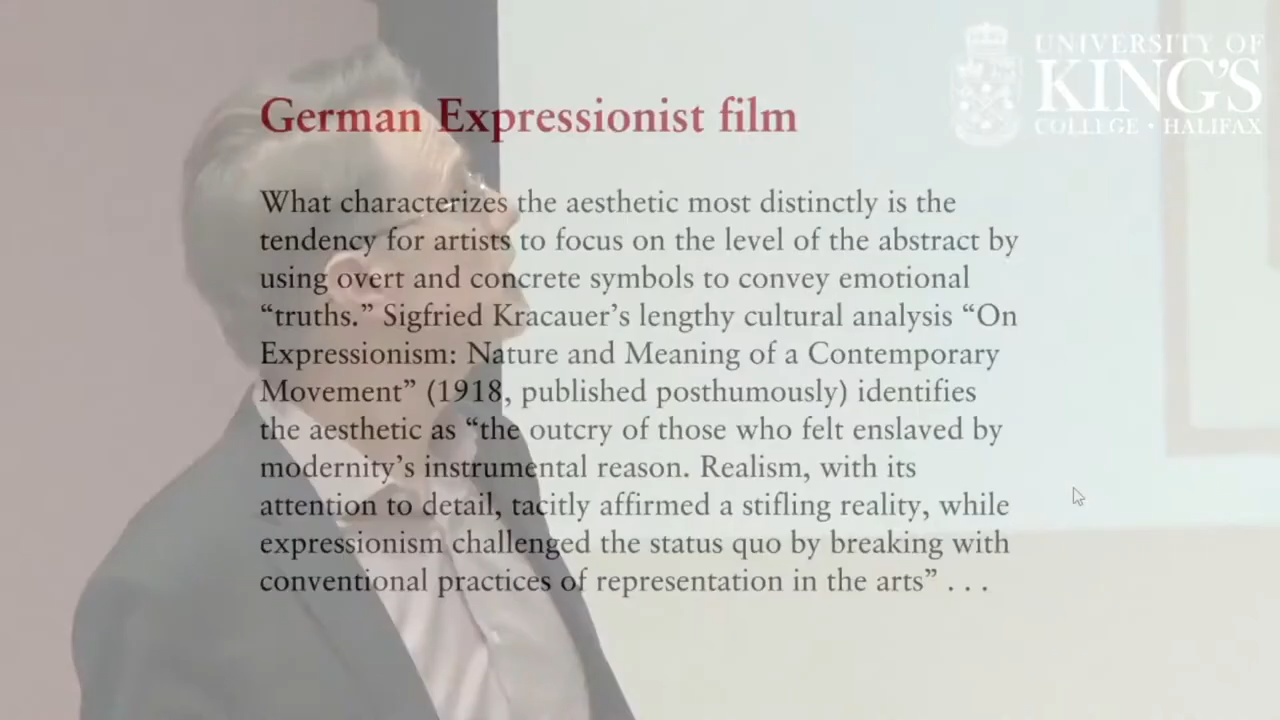 UNIVERSITY OF
KING'S
COLLEGE • HALIFAX
German Expressionist film
What characterizes the aesthetic most distinctly is the
tendency for artists to focus on the level of the abstract by
using overt and concrete symbols to convey emotional
“truths.” Sigfried Kracauer’s lengthy cultural analysis “On
Expressionism: Nature and Meaning of a Contemporary
Movement” (1918, published posthumously) identifies
the aesthetic as “the outcry of those who felt enslaved by
modernity’s instrumental reason. Realism, with its
attention to detail, tacitly affirmed a stifling reality, while
expressionism challenged the status quo by breaking with
conventional practices of representation in the arts” . . .